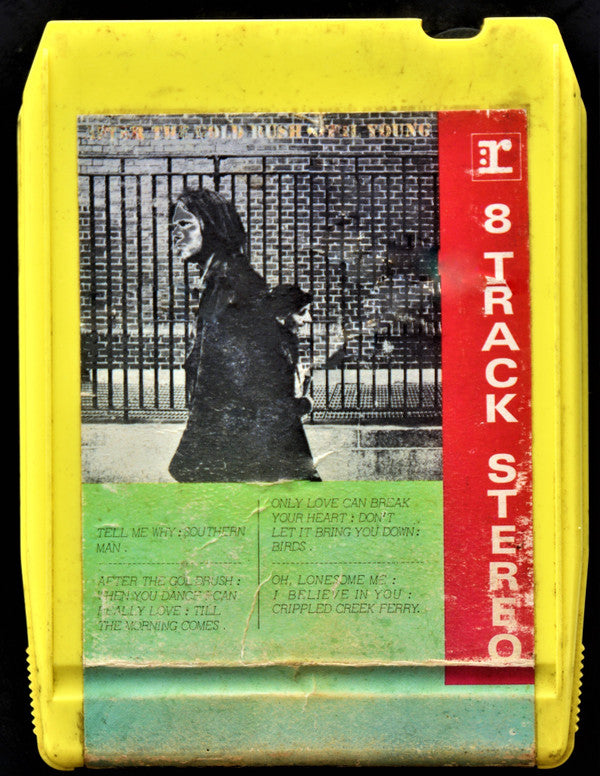 AFTER THE GOLD RUSH NEIL YOUNG
r
8 TRACK STEREO
TELL ME WHY : SOUTHERN
MAN .
ONLY LOVE CAN BREAK
YOUR HEART : DON'T
LET IT BRING YOU DOWN :
BIRDS .
AFTER THE GOLDRUSH :
WHEN YOU DANCE I CAN
REALLY LOVE : TILL
THE MORNING COMES .
OH, LONESOME ME :
I BELIEVE IN YOU :
CRIPPLED CREEK FERRY.